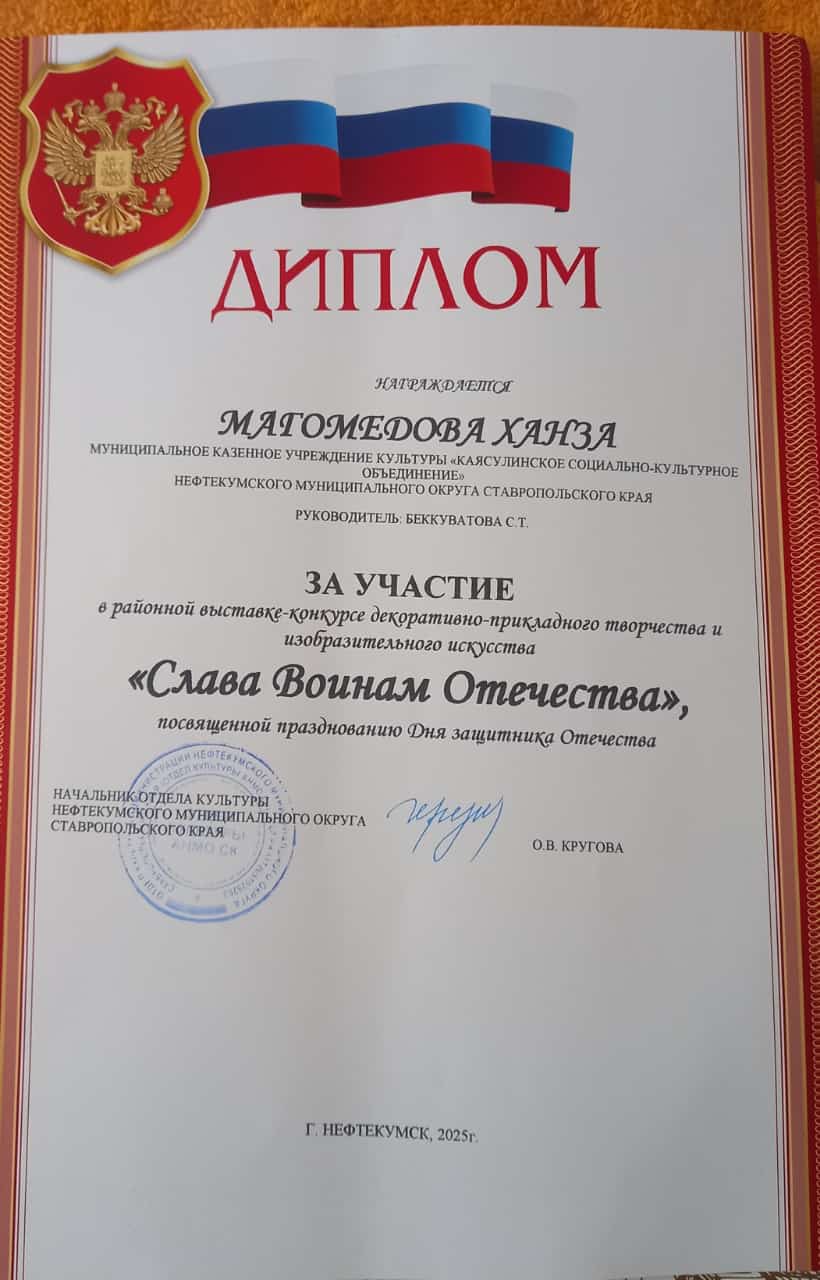 ДИПЛОМ
НАГРАЖДАЕТСЯ
МАГОМЕДОВА ХАНЗА
МУНИЦИПАЛЬНОЕ КАЗЕННОЕ УЧРЕЖДЕНИЕ КУЛЬТУРЫ «КАЯСУЛИНСКОЕ СОЦИАЛЬНО-КУЛЬТУРНОЕ
ОБЪЕДИНЕНИЕ»
НЕФТЕКУМСКОГО МУНИЦИПАЛЬНОГО ОКРУГА СТАВРОПОЛЬСКОГО КРАЯ
РУКОВОДИТЕЛЬ: БЕККУВАТОВА С.Т.
ЗА УЧАСТИЕ
в районной выставке-конкурсе декоративно-прикладного творчества и
изобразительного искусства
«Слава Воинам Отечества»,
посвященной празднованию Дня защитника Отечества
НАЧАЛЬНИК ОТДЕЛА КУЛЬТУРЫ
НЕФТЕКУМСКОГО МУНИЦИПАЛЬНОГО ОКРУГА
СТАВРОПОЛЬСКОГО КРАЯ
О.В. КРУГОВА
АНМО СК
Г. НЕФТЕКУМСК, 2025г.